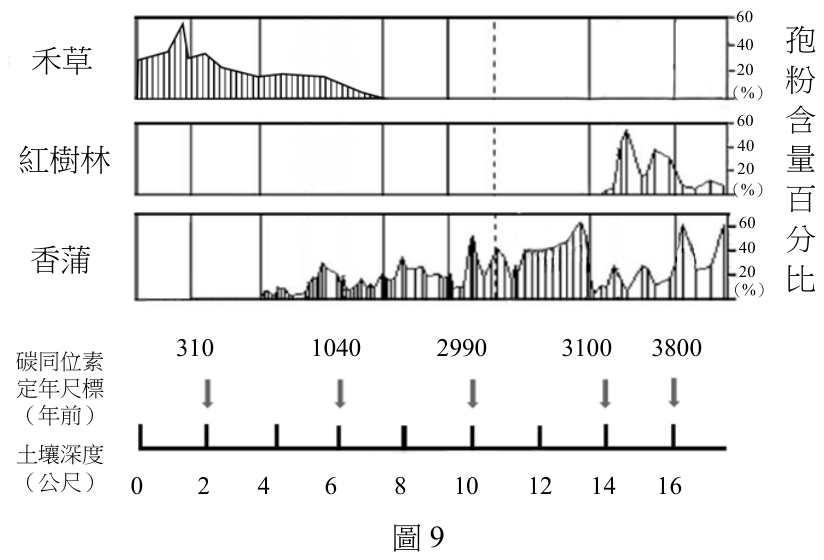 禾草
60
40
20
(%)
紅樹林
60
40
20
(%)
香蒲
60
40
20
(%)
孢粉含量百分比
碳同位素
定年尺標
（年前）
310 1040 2990 3100 3800
土壤深度
（公尺）
0 2 4 6 8 10 12 14 16
圖 9